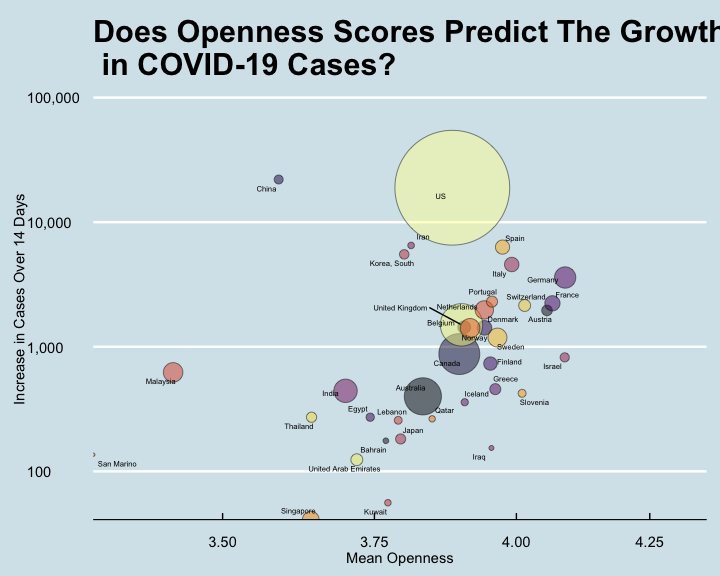 Does Openness Scores Predict The Growth
in COVID-19 Cases?
100,000
China
US
10,000
Iran
Spain
Korea, South
Italy
Germany
Portugal
Switzerland
France
United Kingdom
Netherlands
Belgium
Denmark
Austria
Norway
1,000
Sweden
Canada
Finland
Israel
Malaysia
Greece
India
Australia
Iceland
Slovenia
Egypt
Lebanon
Qatar
Thailand
Japan
Bahrain
Iraq
San Marino
United Arab Emirates
100
Singapore
Kuwait
3.50
3.75
4.00
4.25
Mean Openness
Increase in Cases Over 14 Days